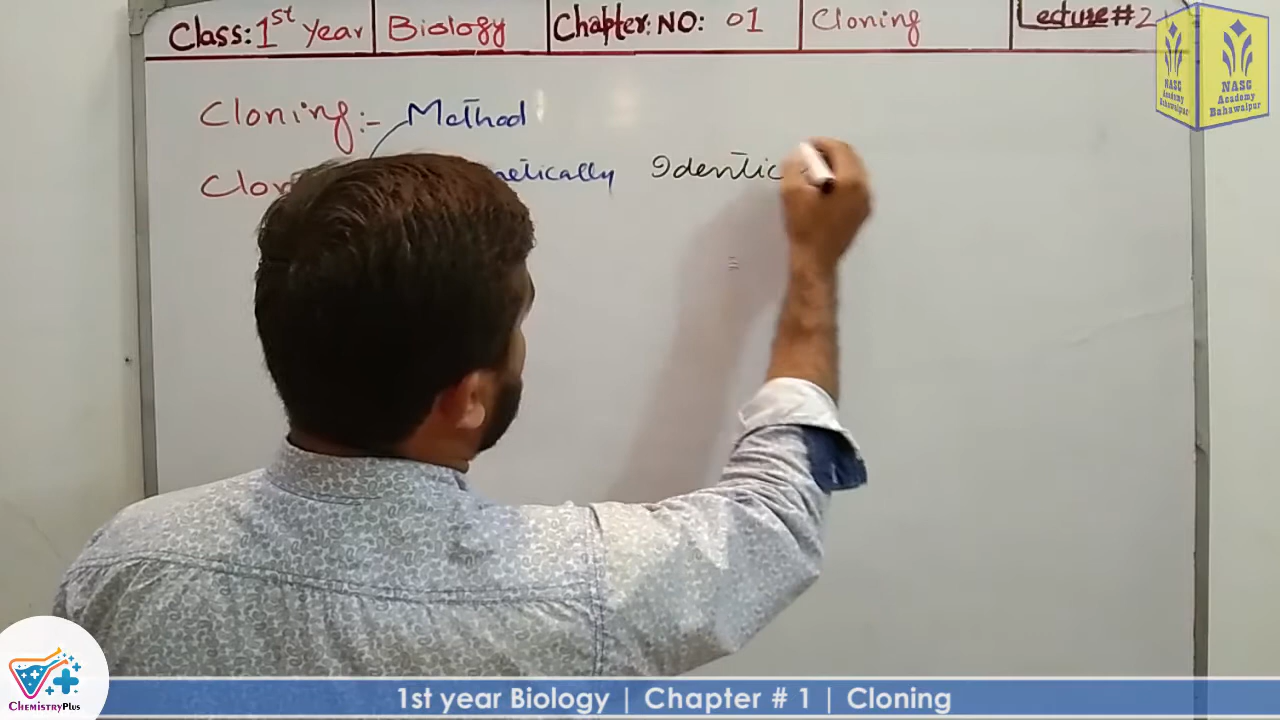 Class: 1st Year Biology Chapter: NO: 01 Cloning Lecture # 2
NASC Academy Bahawalpur
NASC Academy Bahawalpur
Cloning:- Method
Clon netically Identic
ChemistryPlus
1st year Biology | Chapter # 1 | Cloning